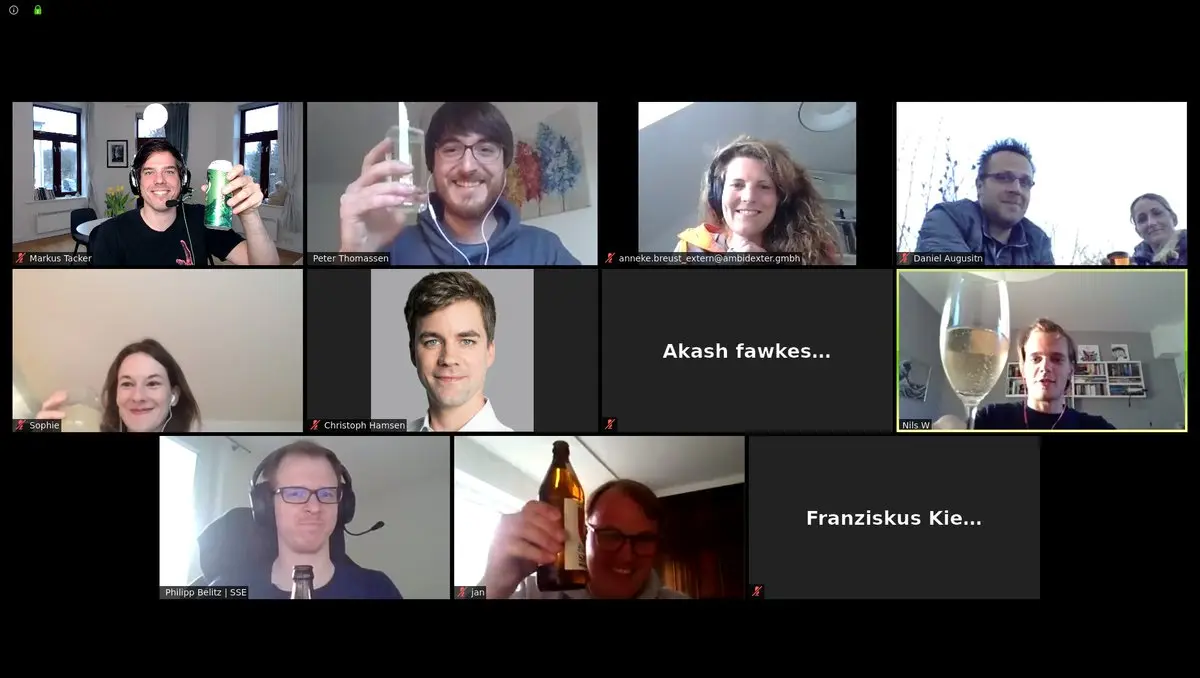 Markus Tacker
Peter Thomassen
anneke.breust_extern@ambidexter.gmbh
Daniel Augusitn
Sophie
Christoph Hamsen
Akash fawkes...
Nils W
Philipp Belitz | SSE
jan
Franziskus Kie...